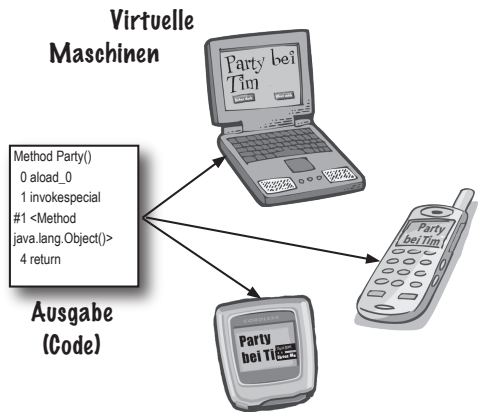 Virtuelle
Maschinen
Party bei
Tim
Method Party()
0 aload_0
1 invokespecial
#1 <Method
java.lang.Object()>
4 return
Party
bei Tim
Ausgabe
(Code)
Party
bei Ti